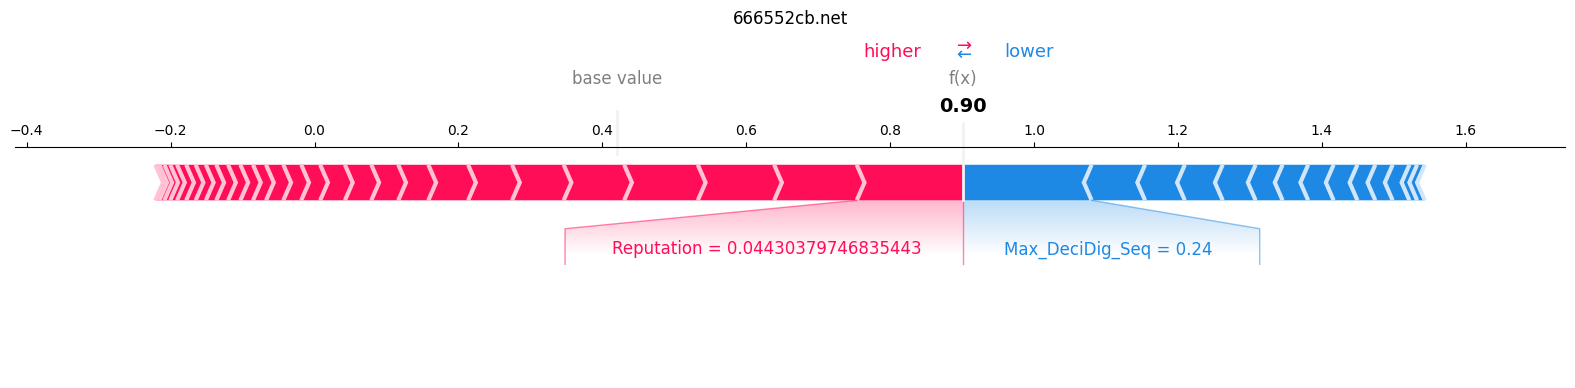 666552cb.net
higher → ← lower
base value f(x)
0.90
−0.4 −0.2 0.0 0.2 0.4 0.6 0.8 1.0 1.2 1.4 1.6
Reputation = 0.04430379746835443 Max_DeciDig_Seq = 0.24